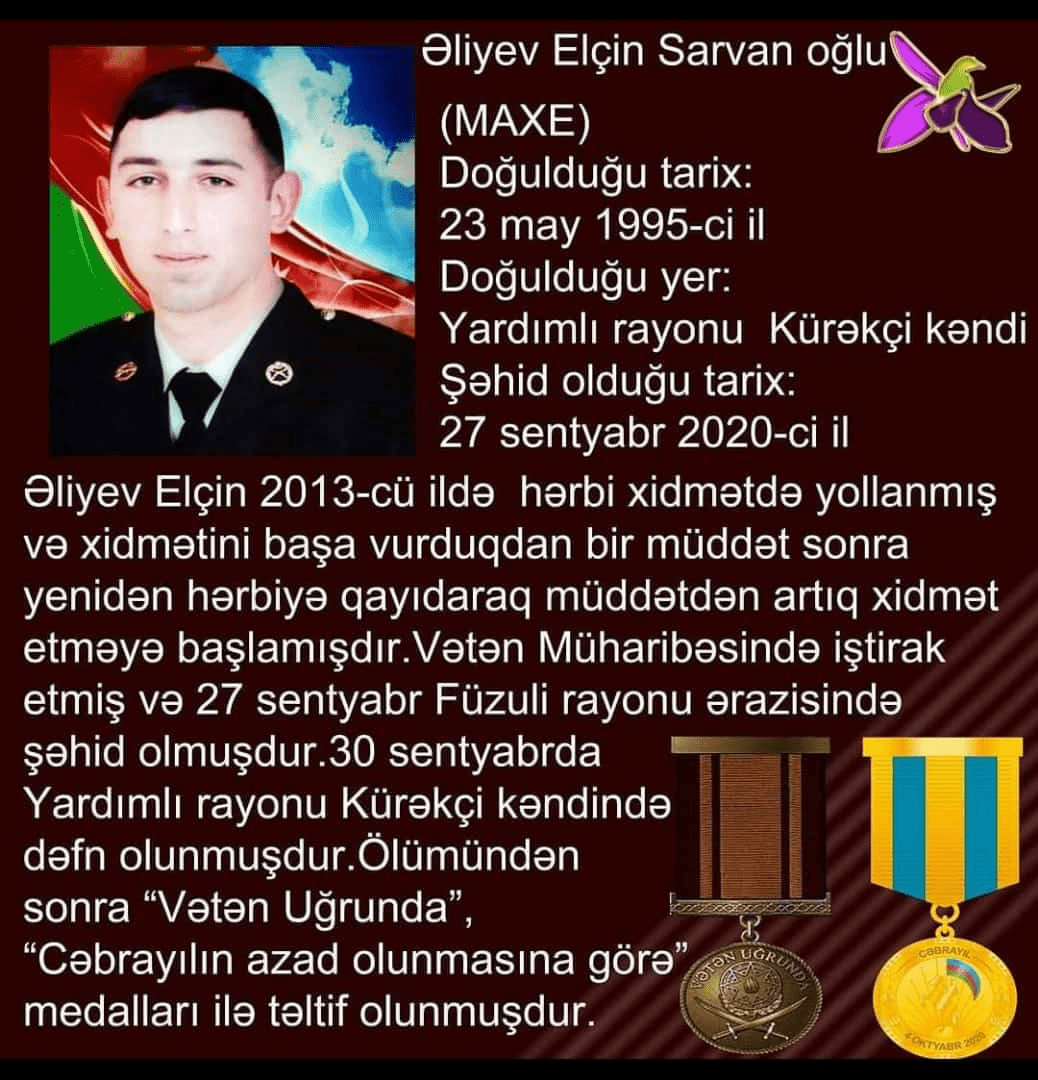 Əliyev Elçin Sarvan oğlu
(MAXE)
Doğulduğu tarix:
23 may 1995-ci il
Doğulduğu yer:
Yardımlı rayonu Kürəkçi kəndi
Şəhid olduğu tarix:
27 sentyabr 2020-ci il
Əliyev Elçin 2013-cü ildə hərbi xidmətdə yollanmış
və xidmətini başa vurduqdan bir müddət sonra
yenidən hərbiyə qayıdaraq müddətdən artıq xidmət
etməyə başlamışdır.Vətən Müharibəsində iştirak
etmiş və 27 sentyabr Füzuli rayonu ərazisində
şəhid olmuşdur.30 sentyabrda
Yardımlı rayonu Kürəkçi kəndində
dəfn olunmuşdur.Ölümündən
sonra “Vətən Uğrunda”,
“Cəbrayılın azad olunmasına görə”
medalları ilə təltif olunmuşdur.
VƏTƏN UĞRUNDA
CƏBRAYIL
4 OKTYABR 2020